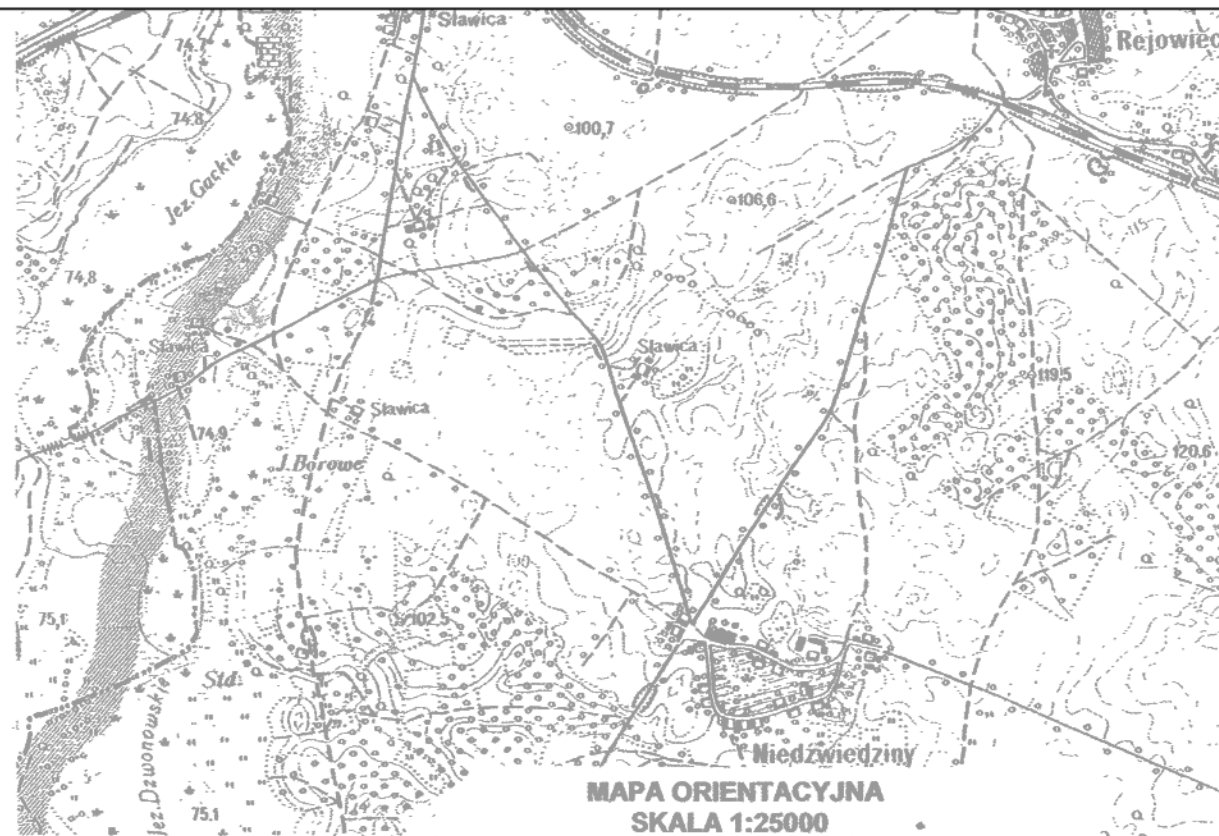 Sławica
Rejowiec
74,7
74,8
100,7
Jez. Gackie
106,6
115
74,8
Sławica
Sławica
119,5
Sławica
74,9
J. Borowe
120,6
100
75,1
102,5
Std.
Jez. Dzwonowskie
Niedźwiedziny
75,1
MAPA ORIENTACYJNA
SKALA 1:25000